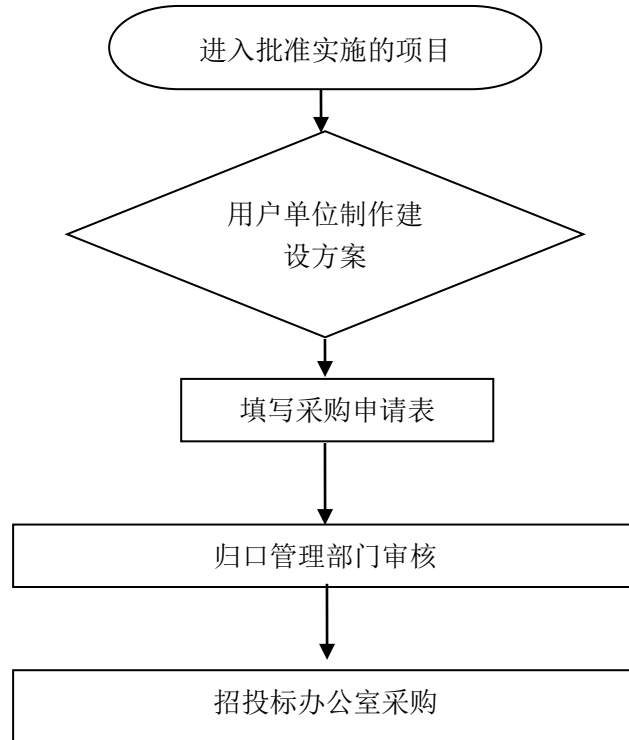 进入批准实施的项目
用户单位制作建
设方案
填写采购申请表
归口管理部门审核
招投标办公室采购